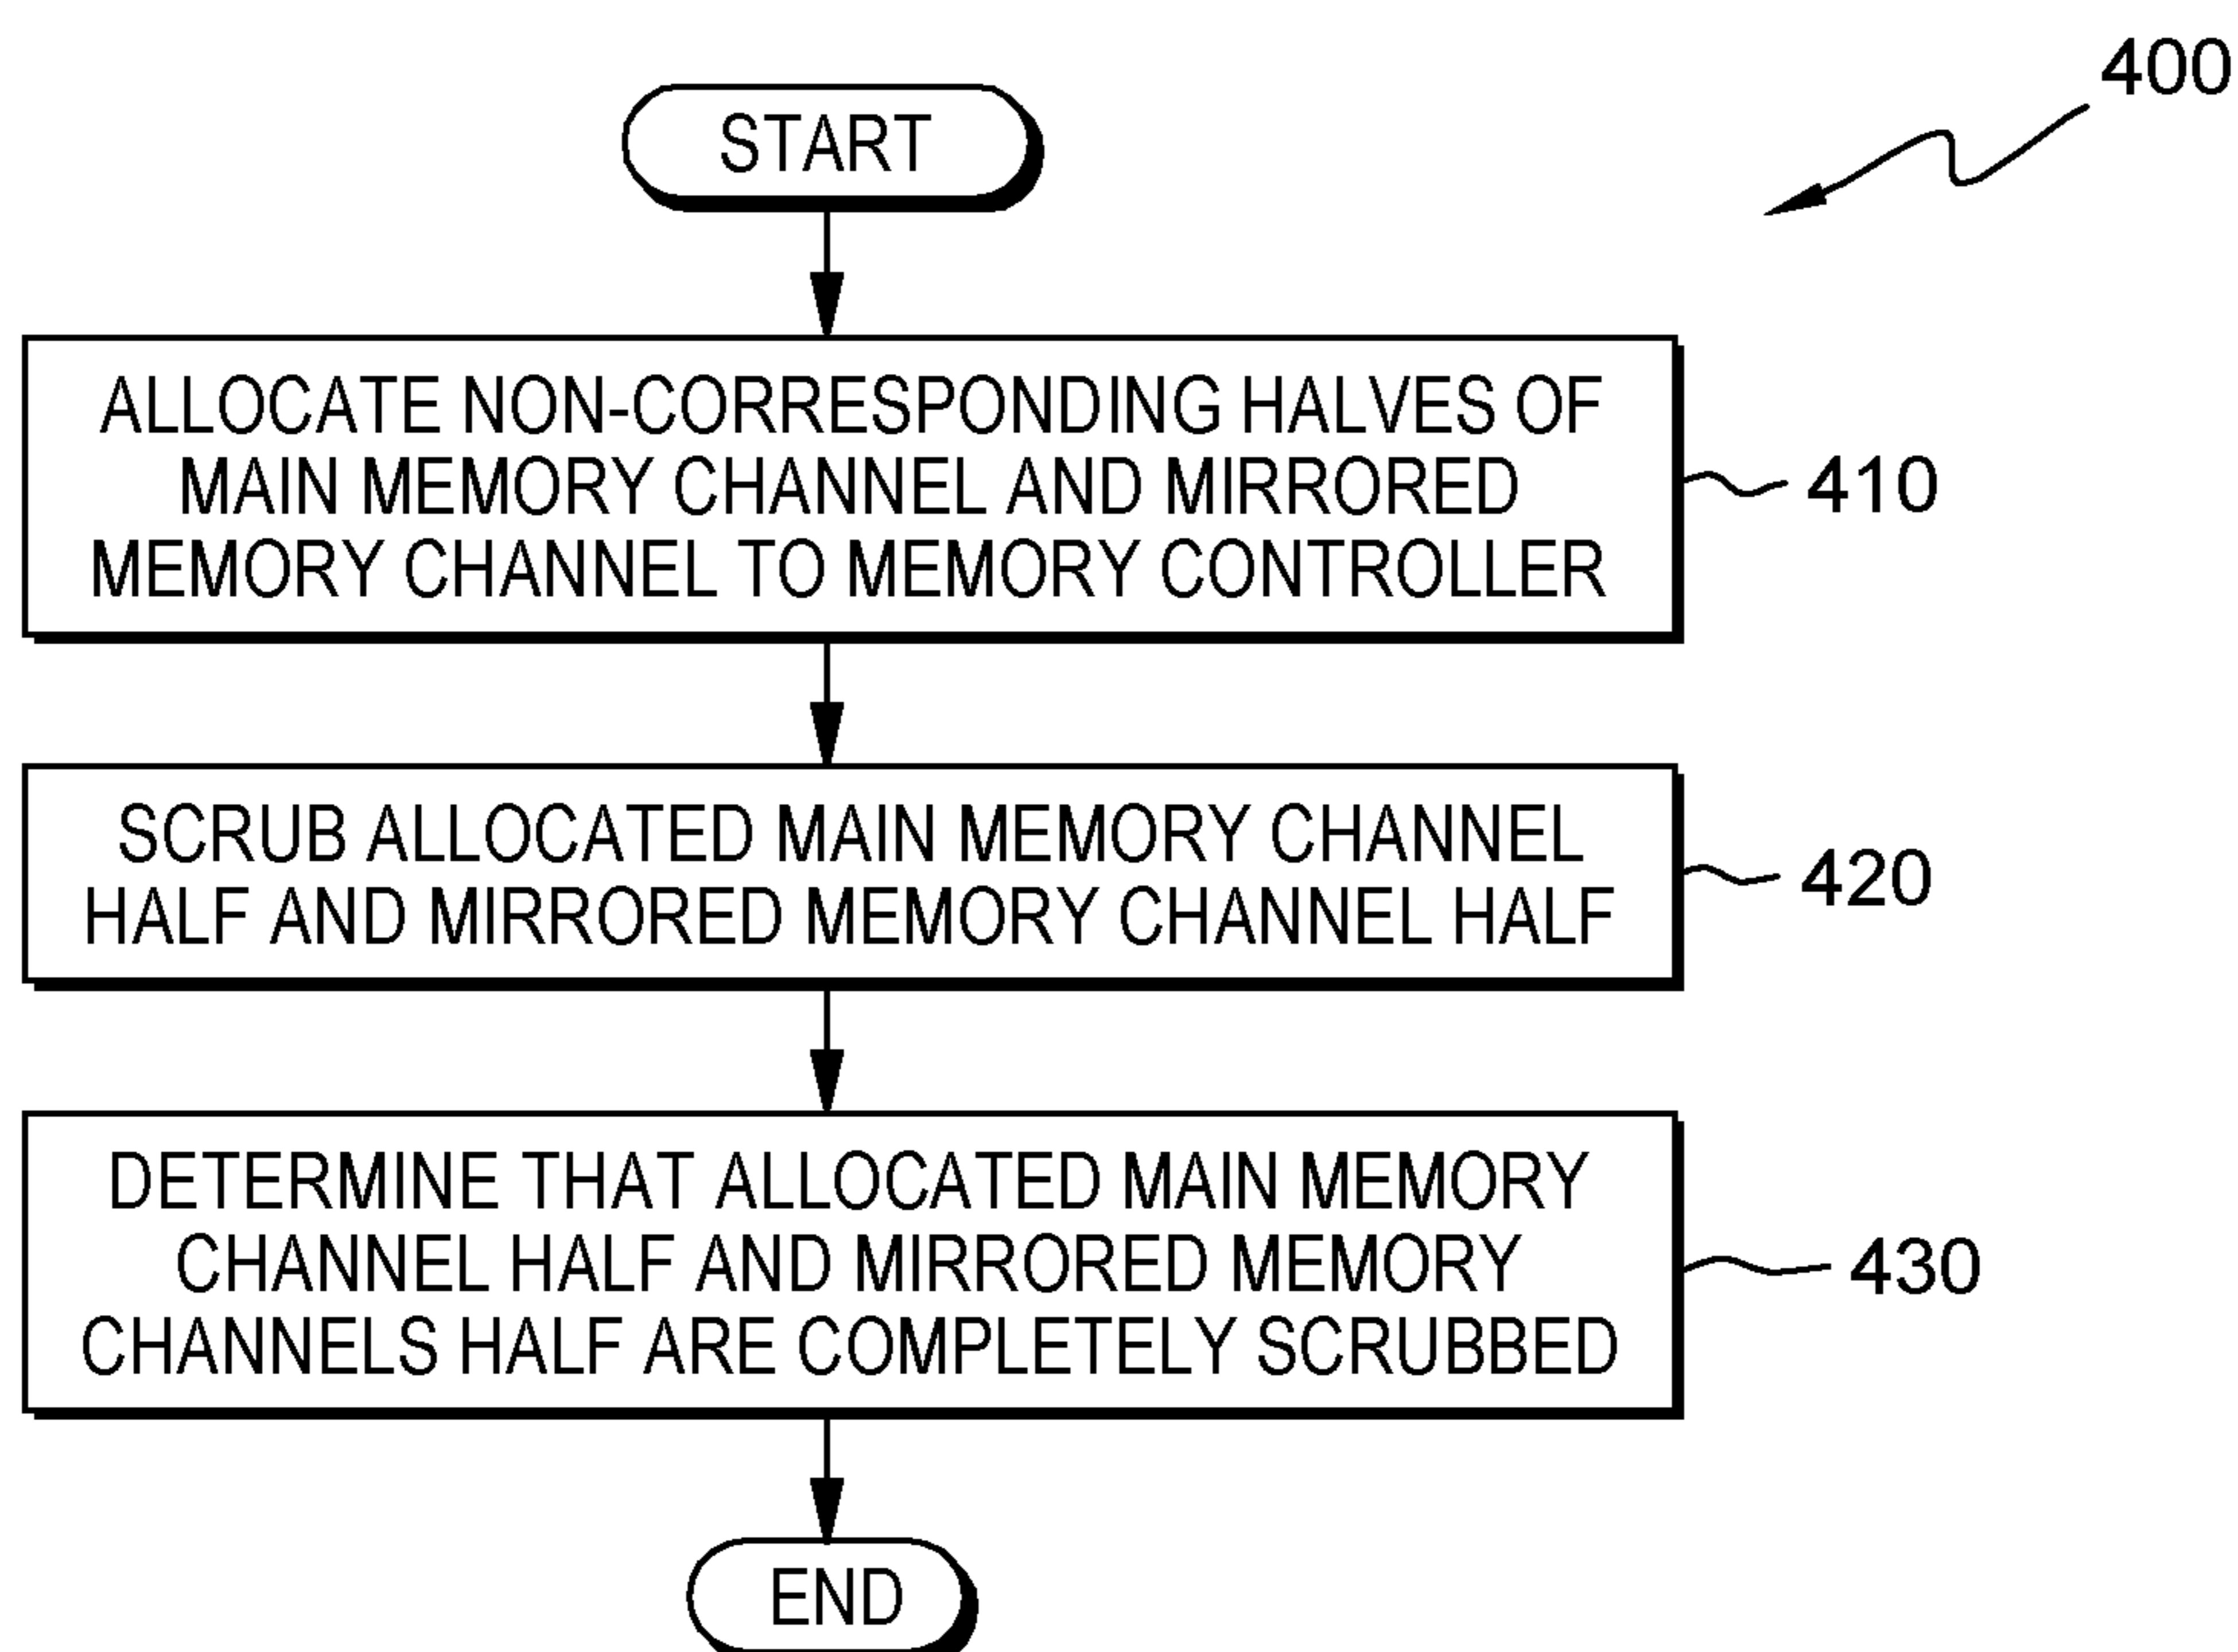 400
START
ALLOCATE NON-CORRESPONDING HALVES OF
MAIN MEMORY CHANNEL AND MIRRORED
MEMORY CHANNEL TO MEMORY CONTROLLER
410
SCRUB ALLOCATED MAIN MEMORY CHANNEL
HALF AND MIRRORED MEMORY CHANNEL HALF
420
DETERMINE THAT ALLOCATED MAIN MEMORY
CHANNEL HALF AND MIRRORED MEMORY
CHANNELS HALF ARE COMPLETELY SCRUBBED
430
END